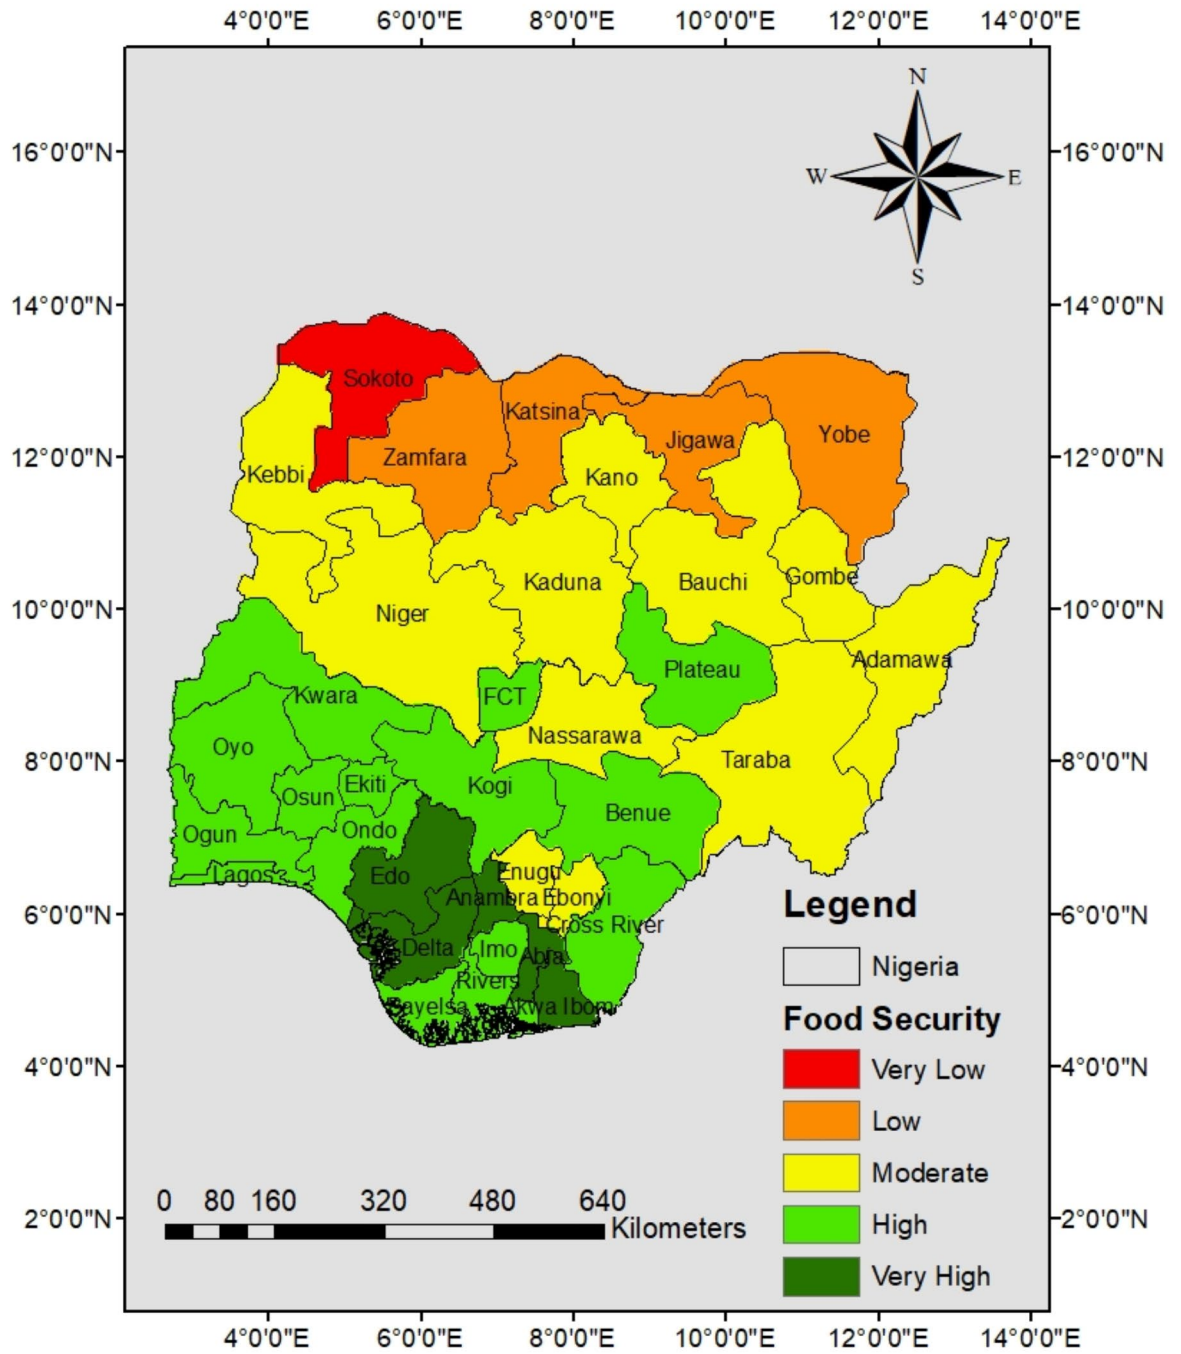 4°0'0"E 6°0'0"E 8°0'0"E 10°0'0"E 12°0'0"E 14°0'0"E
N
W E
S
16°0'0"N 16°0'0"N
14°0'0"N 14°0'0"N
12°0'0"N 12°0'0"N
10°0'0"N 10°0'0"N
8°0'0"N 8°0'0"N
6°0'0"N 6°0'0"N
4°0'0"N 4°0'0"N
2°0'0"N 2°0'0"N
Sokoto
Katsina
Jigawa
Yobe
Zamfara
Kebbi
Kano
Kaduna
Bauchi
Gombe
Niger
Adamawa
Plateau
Kwara
FCT
Nassarawa
Oyo
Taraba
Ekiti
Kogi
Osun
Benue
Ogun
Ondo
Lagos
Edo
Enugu
Anambra
Ebonyi
Cross River
Delta
Imo
Abia
Rivers
Bayelsa
Akwa Ibom
Legend
Nigeria
Food Security
Very Low
Low
Moderate
High
Very High
0 80 160 320 480 640
Kilometers
4°0'0"E 6°0'0"E 8°0'0"E 10°0'0"E 12°0'0"E 14°0'0"E